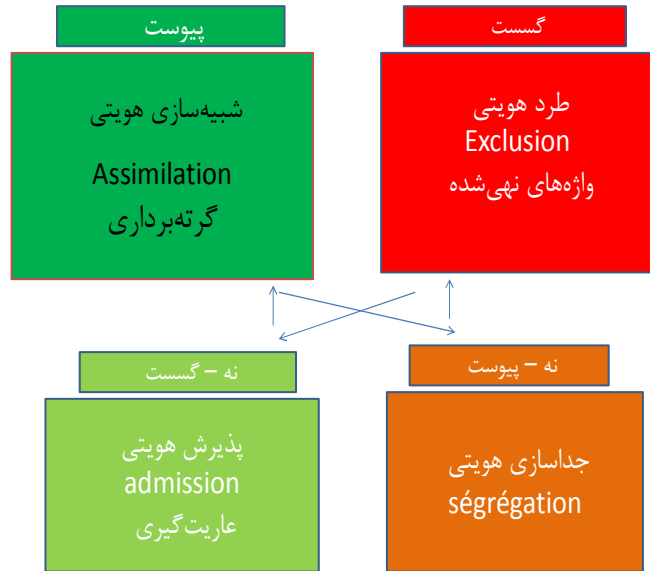 گسست
طرد هویتی
Exclusion
واژه‌های نهی‌شده
پیوست
شبیه‌سازی هویتی
Assimilation
گرته‌برداری
نه – پیوست
جداسازی هویتی
ségrégation
نه – گسست
پذیرش هویتی
admission
عاریت‌گیری